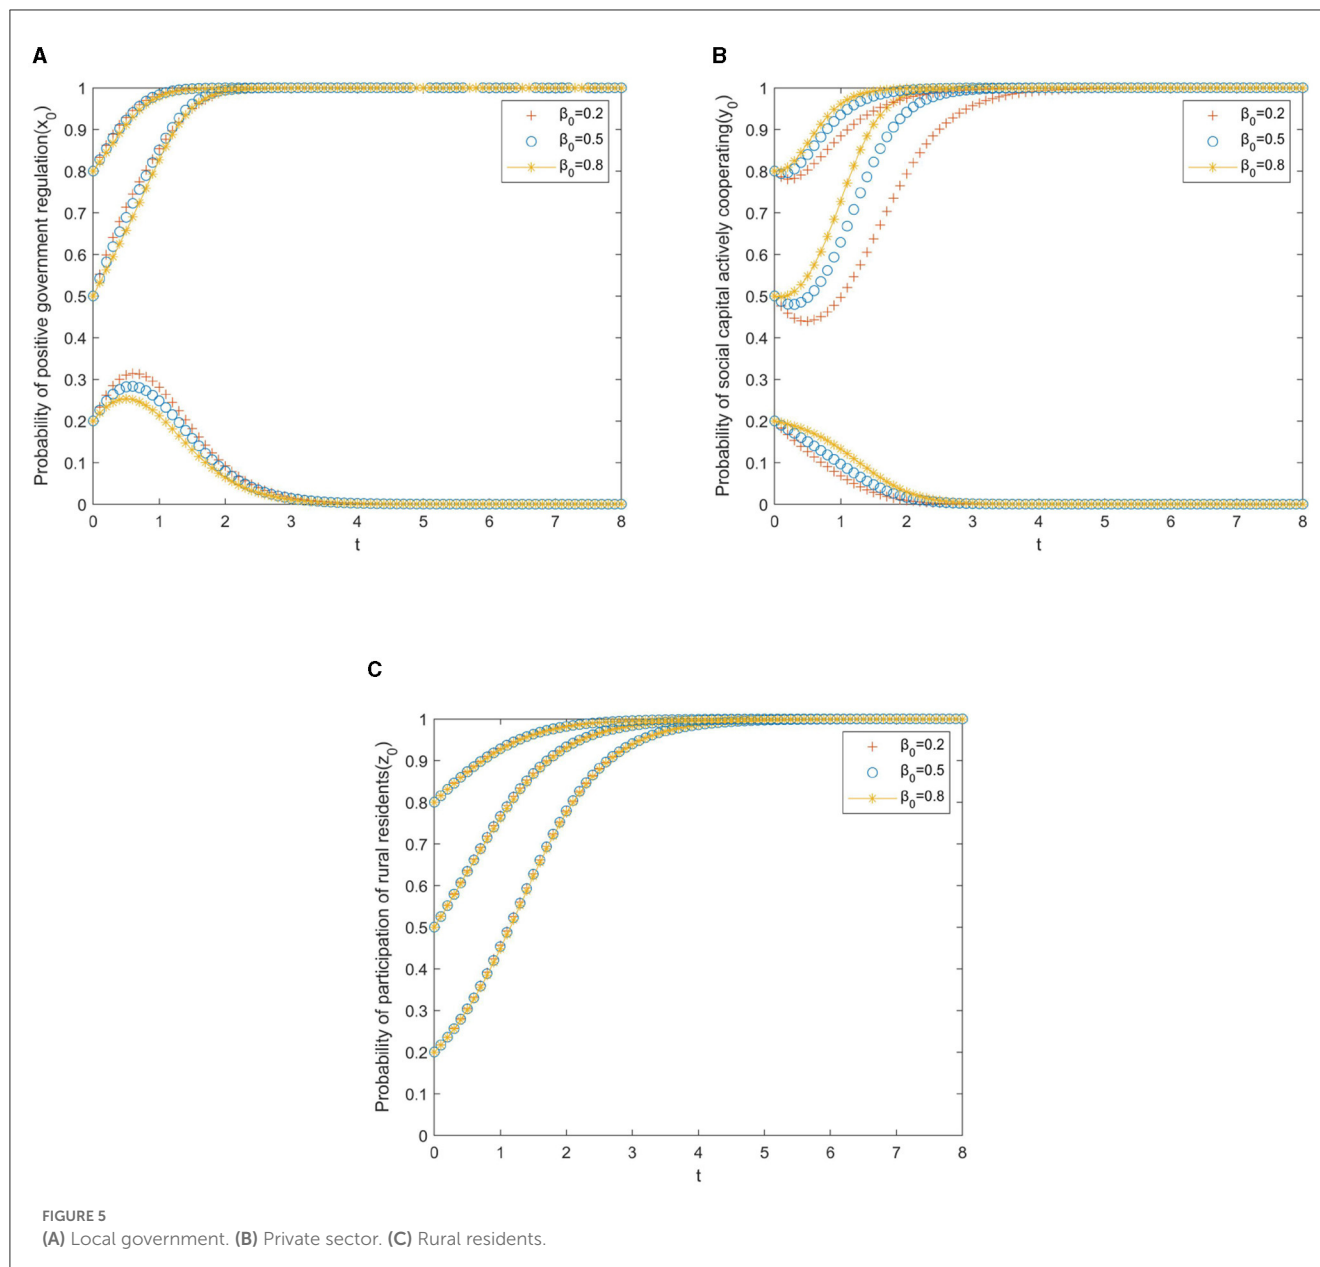 A
Probability of positive government regulation(x0)
1
0.9
0.8
0.7
0.6
0.5
0.4
0.3
0.2
0.1
0
0 1 2 3 4 5 6 7 8
t
β0=0.2
β0=0.5
β0=0.8
B
Probability of social capital actively cooperating(y0)
1
0.9
0.8
0.7
0.6
0.5
0.4
0.3
0.2
0.1
0
0 1 2 3 4 5 6 7 8
t
β0=0.2
β0=0.5
β0=0.8
C
Probability of participation of rural residents(z0)
1
0.9
0.8
0.7
0.6
0.5
0.4
0.3
0.2
0.1
0
0 1 2 3 4 5 6 7 8
t
β0=0.2
β0=0.5
β0=0.8
FIGURE 5
(A) Local government. (B) Private sector. (C) Rural residents.